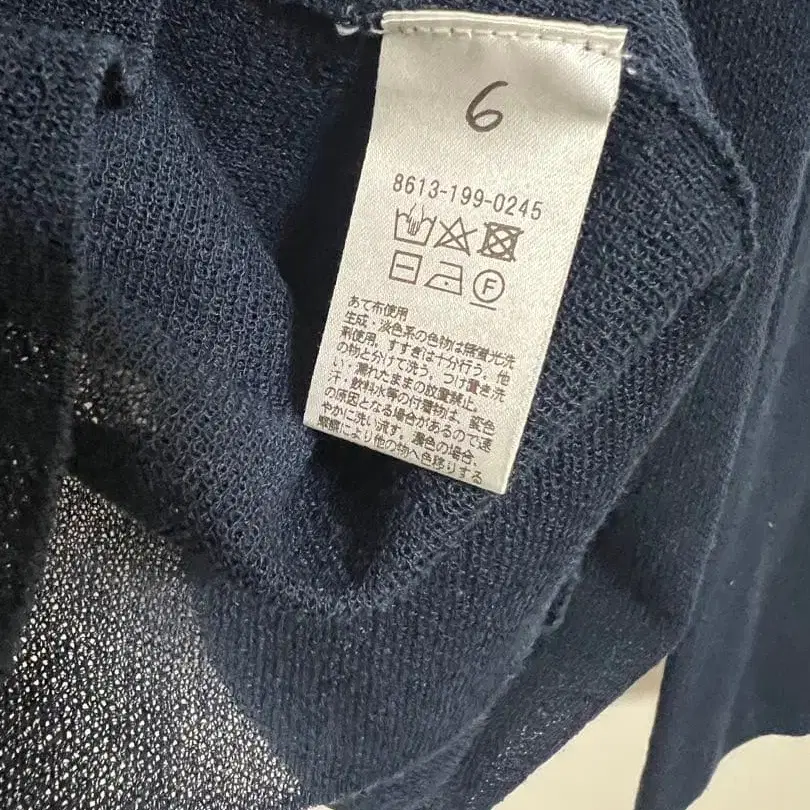 6
8613-199-0245
F
あて布使用
生成・淡色系の色物は無蛍光洗
剤使用。すすぎは十分行う。他
の物と分けて洗う。つけ置き洗
い・濡れたままの放置禁止。
汗・飲料水等の付着物は、変色
の原因となる場合があるので速
やかに洗い流す。濃色の場合、
摩擦により他の物へ色移りする